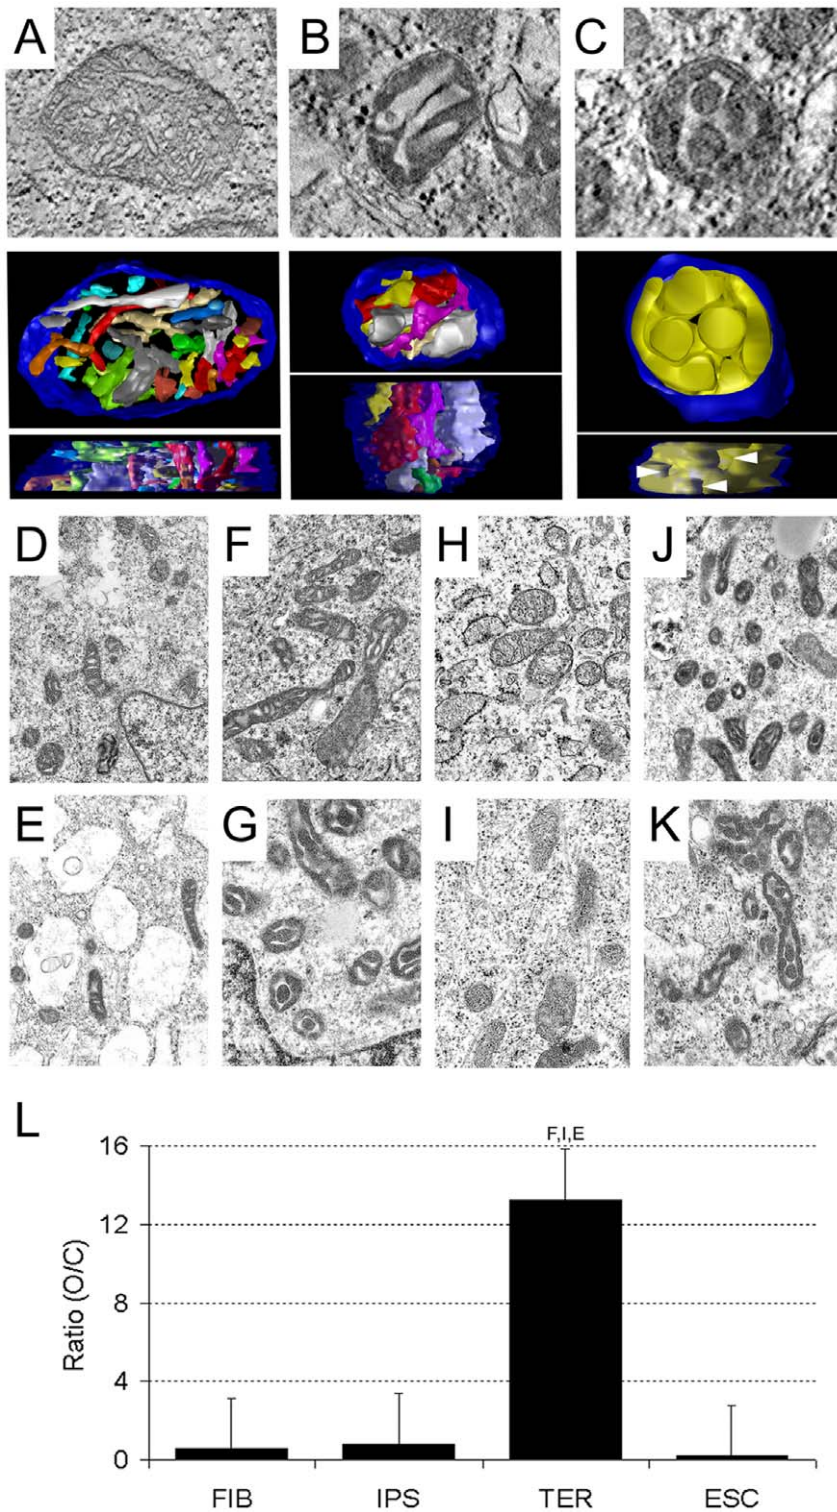 A B C
D F H J
E G I K
L
F,I,E
16
12
8
4
0
Ratio (O/C)
FIB IPS TER ESC